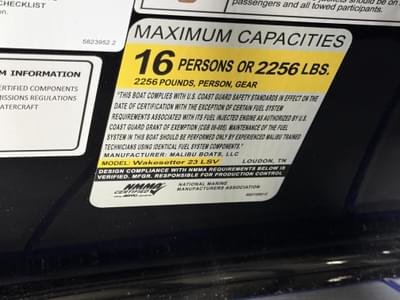 CHECKLIST
5823952.2
passengers and all towed participants.
M INFORMATION
ERTIFIED COMPONENTS
MISSIONS REGULATIONS
ATERCRAFT
MAXIMUM CAPACITIES
16 PERSONS OR 2256 LBS.
2256 POUNDS, PERSON, GEAR
"THIS BOAT COMPLIES WITH U.S. COAST GUARD SAFETY STANDARDS IN EFFECT ON THE
DATE OF CERTIFICATION WITH THE EXCEPTION OF CERTAIN FUEL SYSTEM
REQUIREMENTS ASSOCIATED WITH ITS FUEL INJECTED ENGINE AS AUTHORIZED BY U.S.
COAST GUARD GRANT OF EXEMPTION (CGB 88-005). MAINTENANCE OF THE FUEL
SYSTEM IN THIS BOAT SHOULD BE PERFORMED ONLY BY EXPERIENCED MALIBU TRAINED
TECHNICIANS USING IDENTICAL FUEL SYSTEM COMPONENTS."
MANUFACTURER: MALIBU BOATS, LLC
MODEL: Wakesetter 23 LSV LOUDON, TN
DESIGN COMPLIANCE WITH NMMA REQUIREMENTS BELOW IS
VERIFIED. MFGR. RESPONSIBLE FOR PRODUCTION CONTROL
NMMA CERTIFIED
NATIONAL MARINE
MANUFACTURERS ASSOCIATION